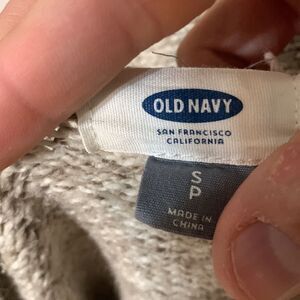 OLD NAVY
SAN FRANCISCO
CALIFORNIA
S
P
MADE IN
CHINA